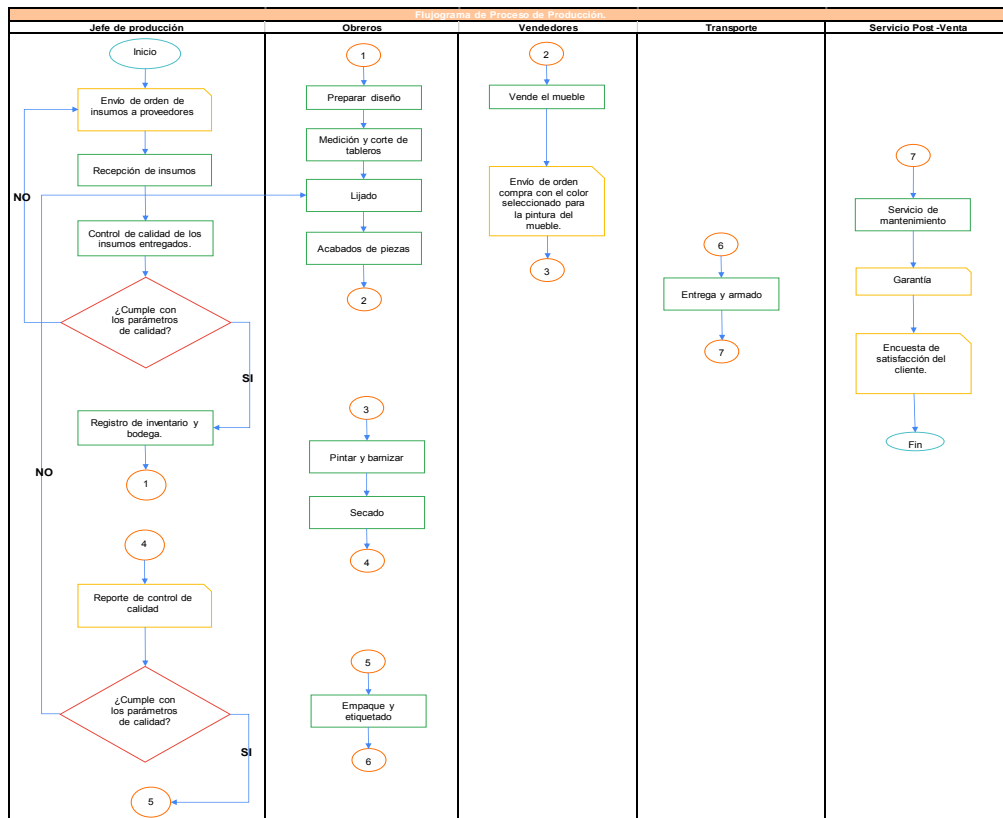 Flujograma de Proceso de Producción.
Jefe de producción
Obreros
Vendedores
Transporte
Servicio Post -Venta
Inicio
Envío de orden de
insumos a proveedores
Recepción de insumos
NO
Control de calidad de los
insumos entregados.
¿Cumple con
los parámetros
de calidad?
SI
Registro de inventario y
bodega.
1
NO
4
Reporte de control de
calidad
¿Cumple con
los parámetros
de calidad?
SI
5
1
Preparar diseño
Medición y corte de
tableros
Lijado
Acabados de piezas
2
3
Pintar y barnizar
Secado
4
5
Empaque y
etiquetado
6
2
Vende el mueble
Envío de orden
compra con el color
seleccionado para
la pintura del
mueble.
3
6
Entrega y armado
7
7
Servicio de
mantenimiento
Garantía
Encuesta de
satisfacción del
cliente.
Fin